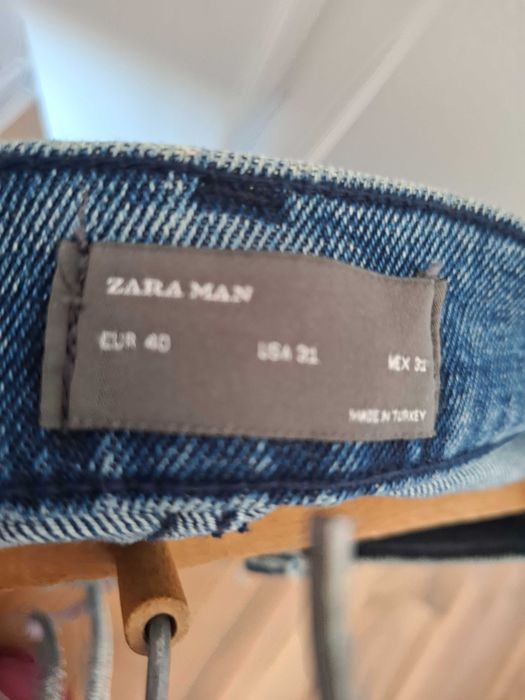 ZARA MAN
EUR 40 USA 31 MEX 31
MADE IN TURKEY